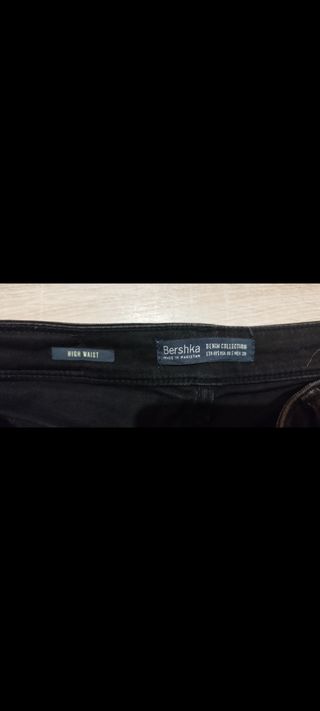 HIGH WAIST
Bershka
MADE IN PAKISTAN
DENIM COLLECTION